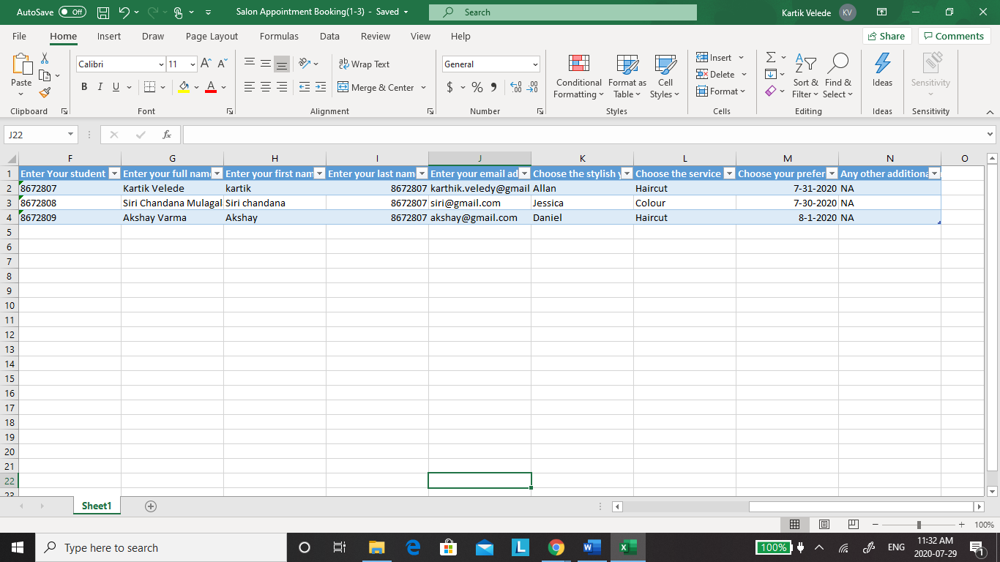 AutoSave Off Salon Appointment Booking(1-3) - Saved Search Kartik Velede KV
File Home Insert Draw Page Layout Formulas Data Review View Help Share Comments
Paste Calibri 11 A A ab Wrap Text General Conditional Formatting Format as Table Cell Styles Insert Delete Format Sort & Filter Find & Select Ideas Sensitivity
B I U A Merge & Center $ % , .00 .00
Clipboard Font Alignment Number Styles Cells Editing Ideas Sensitivity
J22 fx
F G H I J K L M N O
1 Enter Your student Enter your full nam Enter your first nam Enter your last nam Enter your email ad Choose the stylish y Choose the service Choose your prefer Any other additiona
2 8672807 Kartik Velede kartik 8672807 karthik.veledy@gmail Allan Haircut 7-31-2020 NA
3 8672808 Siri Chandana Mulagal Siri chandana 8672807 siri@gmail.com Jessica Colour 7-30-2020 NA
4 8672809 Akshay Varma Akshay 8672807 akshay@gmail.com Daniel Haircut 8-1-2020 NA
5
6
7
8
9
10
11
12
13
14
15
16
17
18
19
20
21
22
23
Sheet1
100%
Type here to search L W X 100% ENG 11:32 AM
2020-07-29 1